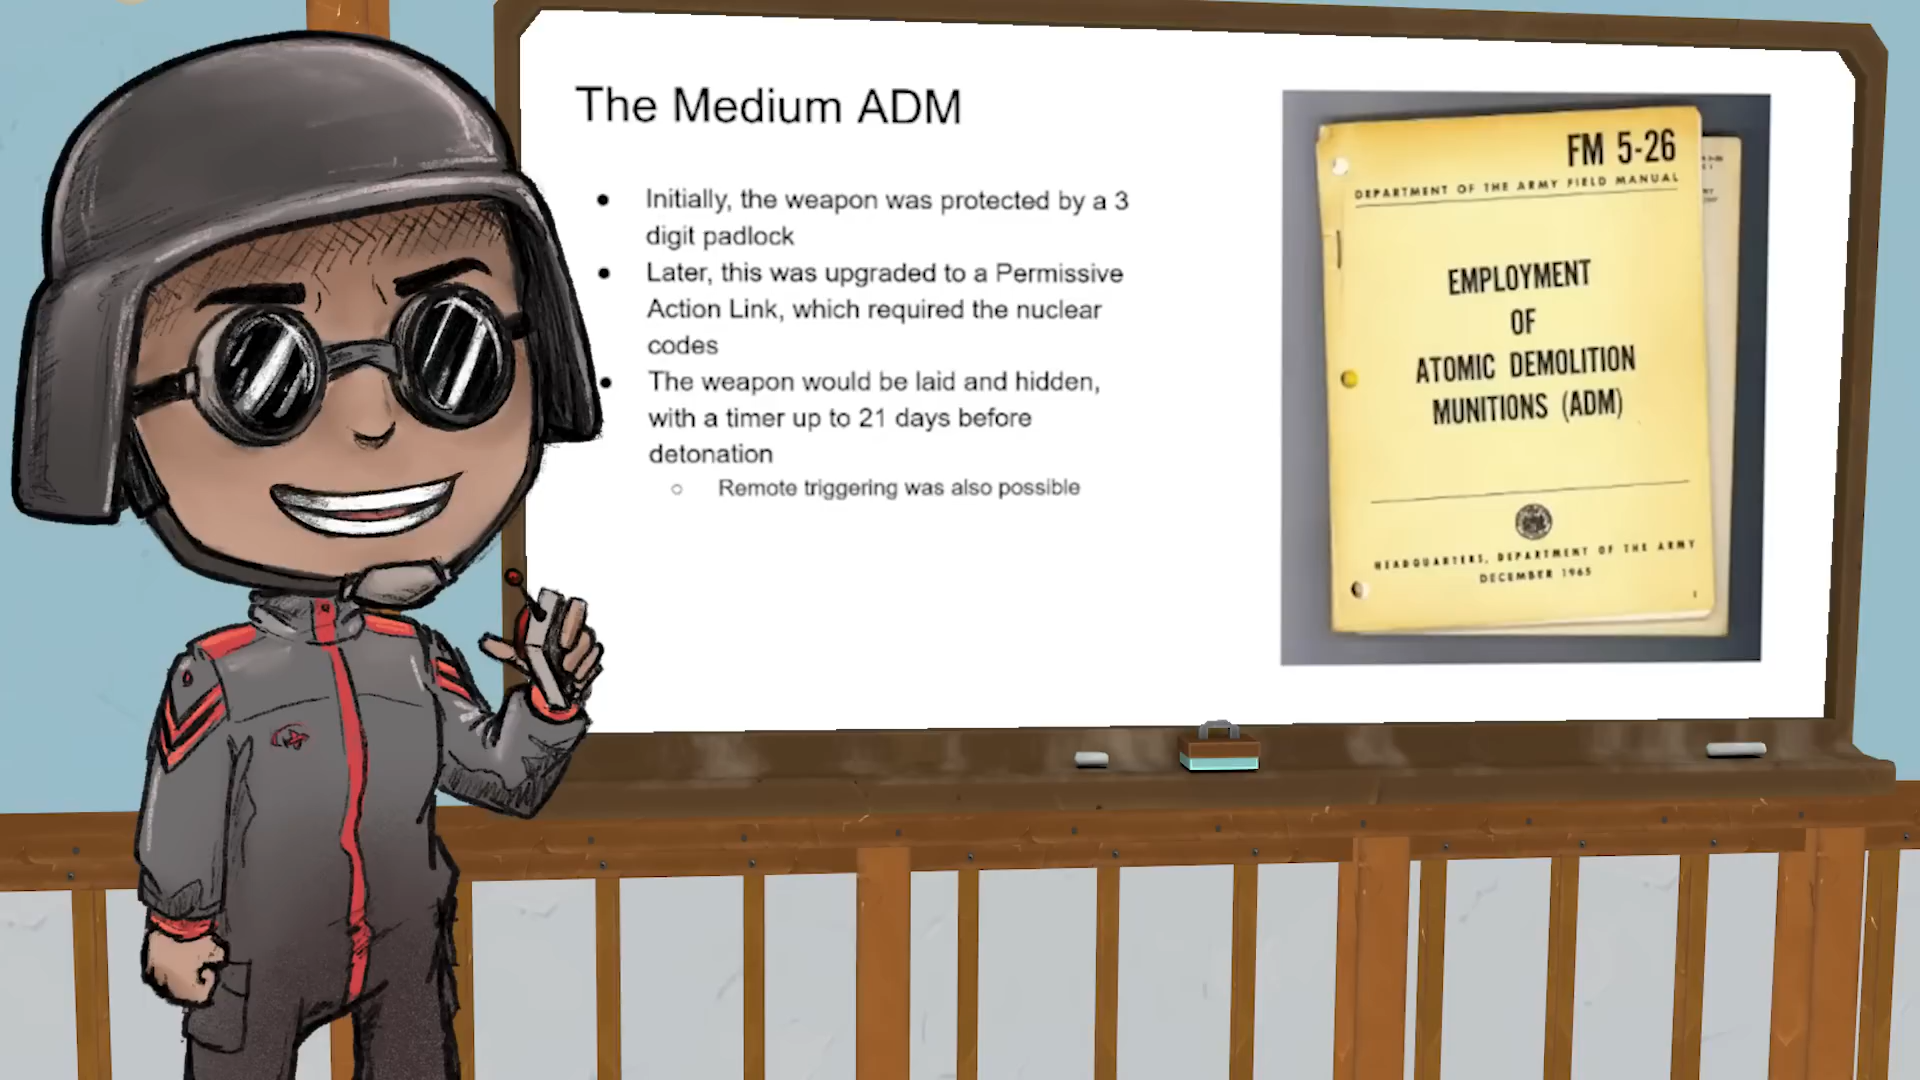 The Medium ADM
Initially, the weapon was protected by a 3
digit padlock
Later, this was upgraded to a Permissive
Action Link, which required the nuclear
codes
The weapon would be laid and hidden,
with a timer up to 21 days before
detonation
Remote triggering was also possible
FM 5-26
DEPARTMENT OF THE ARMY FIELD MANUAL
EMPLOYMENT
OF
ATOMIC DEMOLITION
MUNITIONS (ADM)
HEADQUARTERS, DEPARTMENT OF THE ARMY
DECEMBER 1965